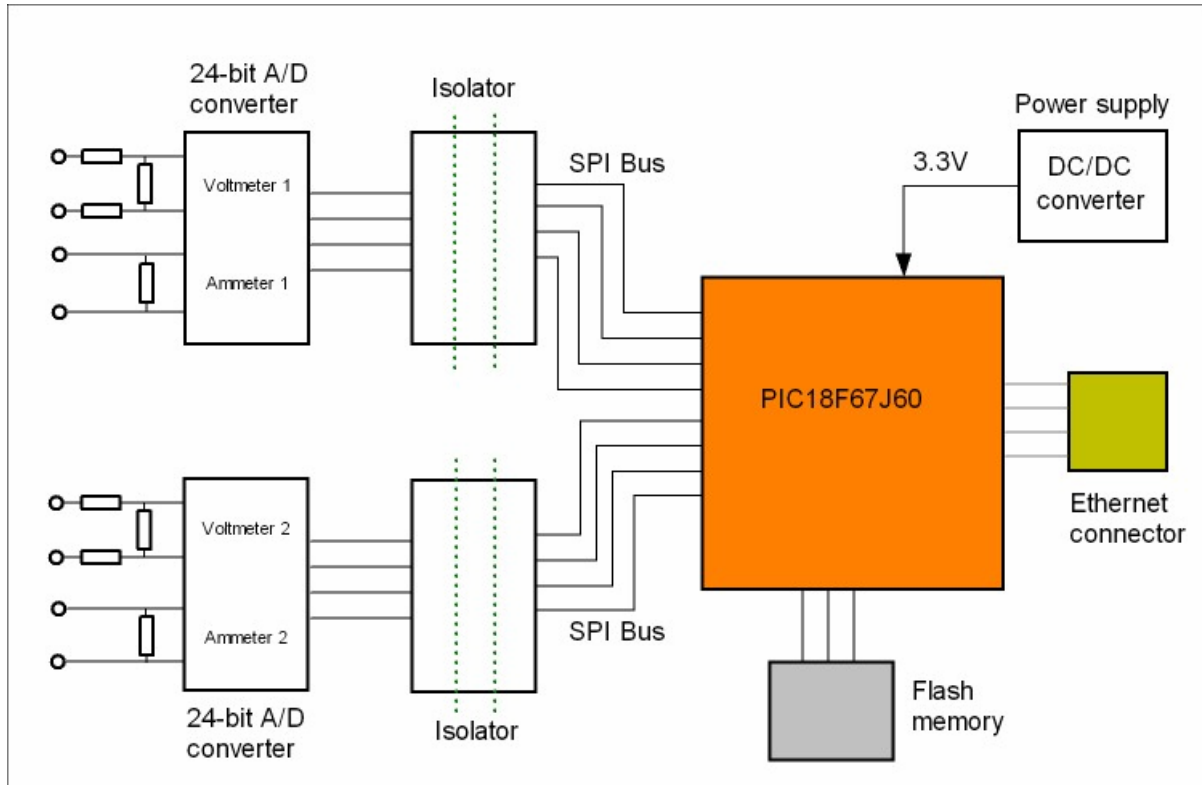 24-bit A/D
converter
Isolator
Power supply
Voltmeter 1
SPI Bus
3.3V
DC/DC
converter
Ammeter 1
PIC18F67J60
Ethernet
connector
Voltmeter 2
Ammeter 2
SPI Bus
Flash
memory
24-bit A/D
converter
Isolator